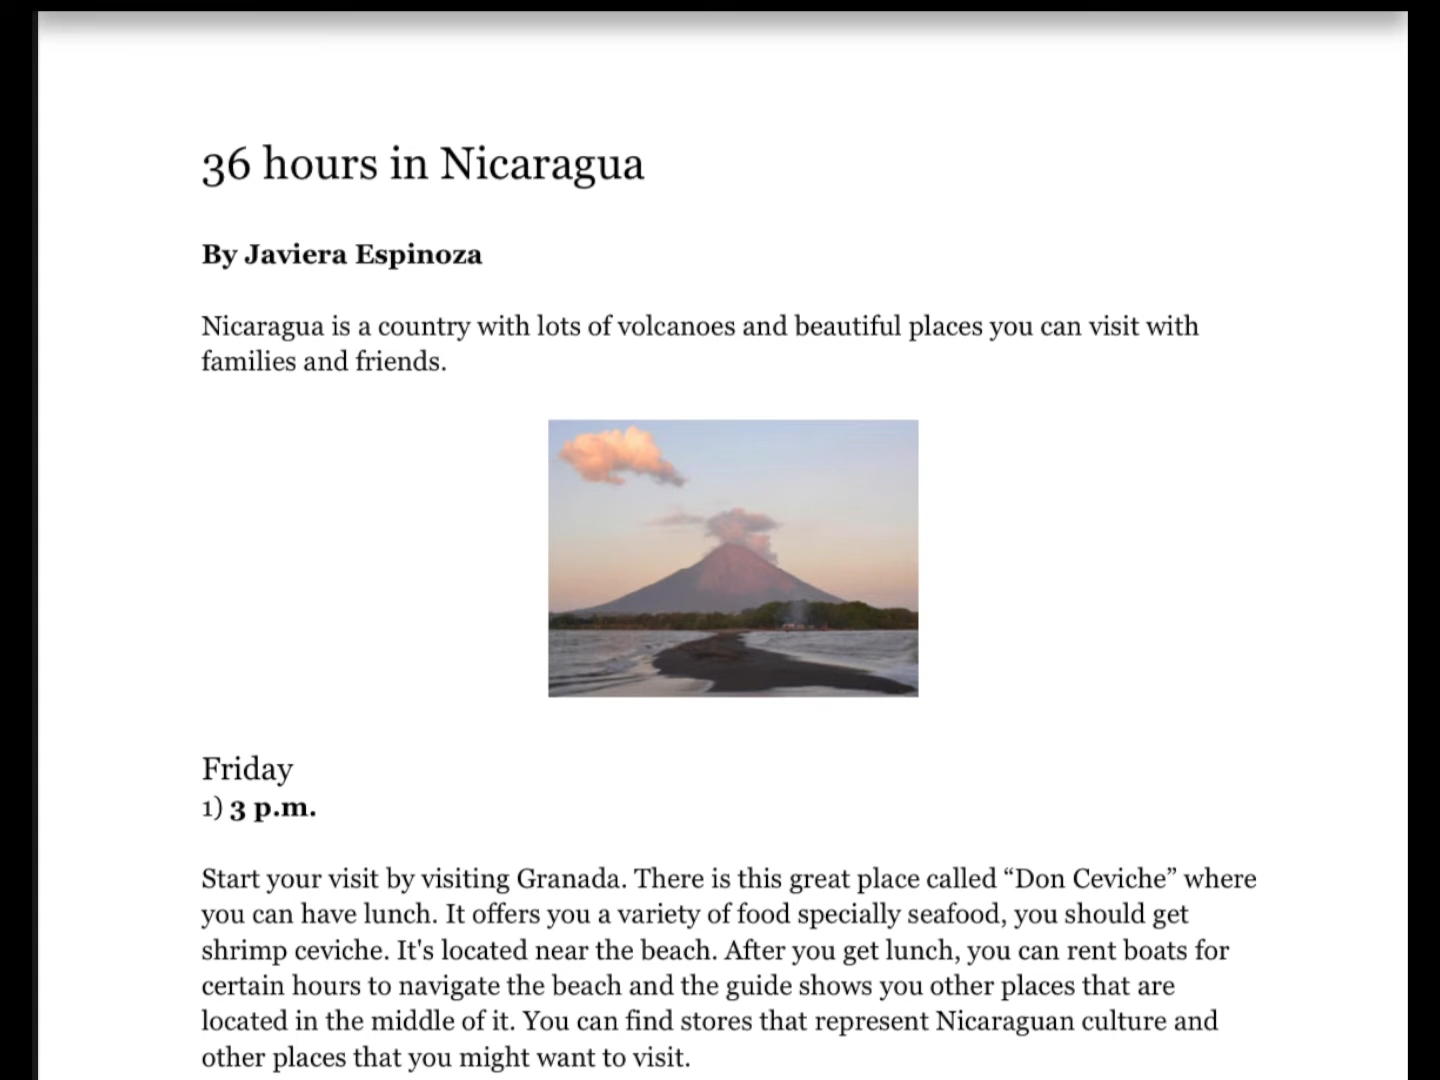 36 hours in Nicaragua
By Javiera Espinoza
Nicaragua is a country with lots of volcanoes and beautiful places you can visit with
families and friends.
Friday
1) 3 p.m.
Start your visit by visiting Granada. There is this great place called “Don Ceviche” where
you can have lunch. It offers you a variety of food specially seafood, you should get
shrimp ceviche. It's located near the beach. After you get lunch, you can rent boats for
certain hours to navigate the beach and the guide shows you other places that are
located in the middle of it. You can find stores that represent Nicaraguan culture and
other places that you might want to visit.